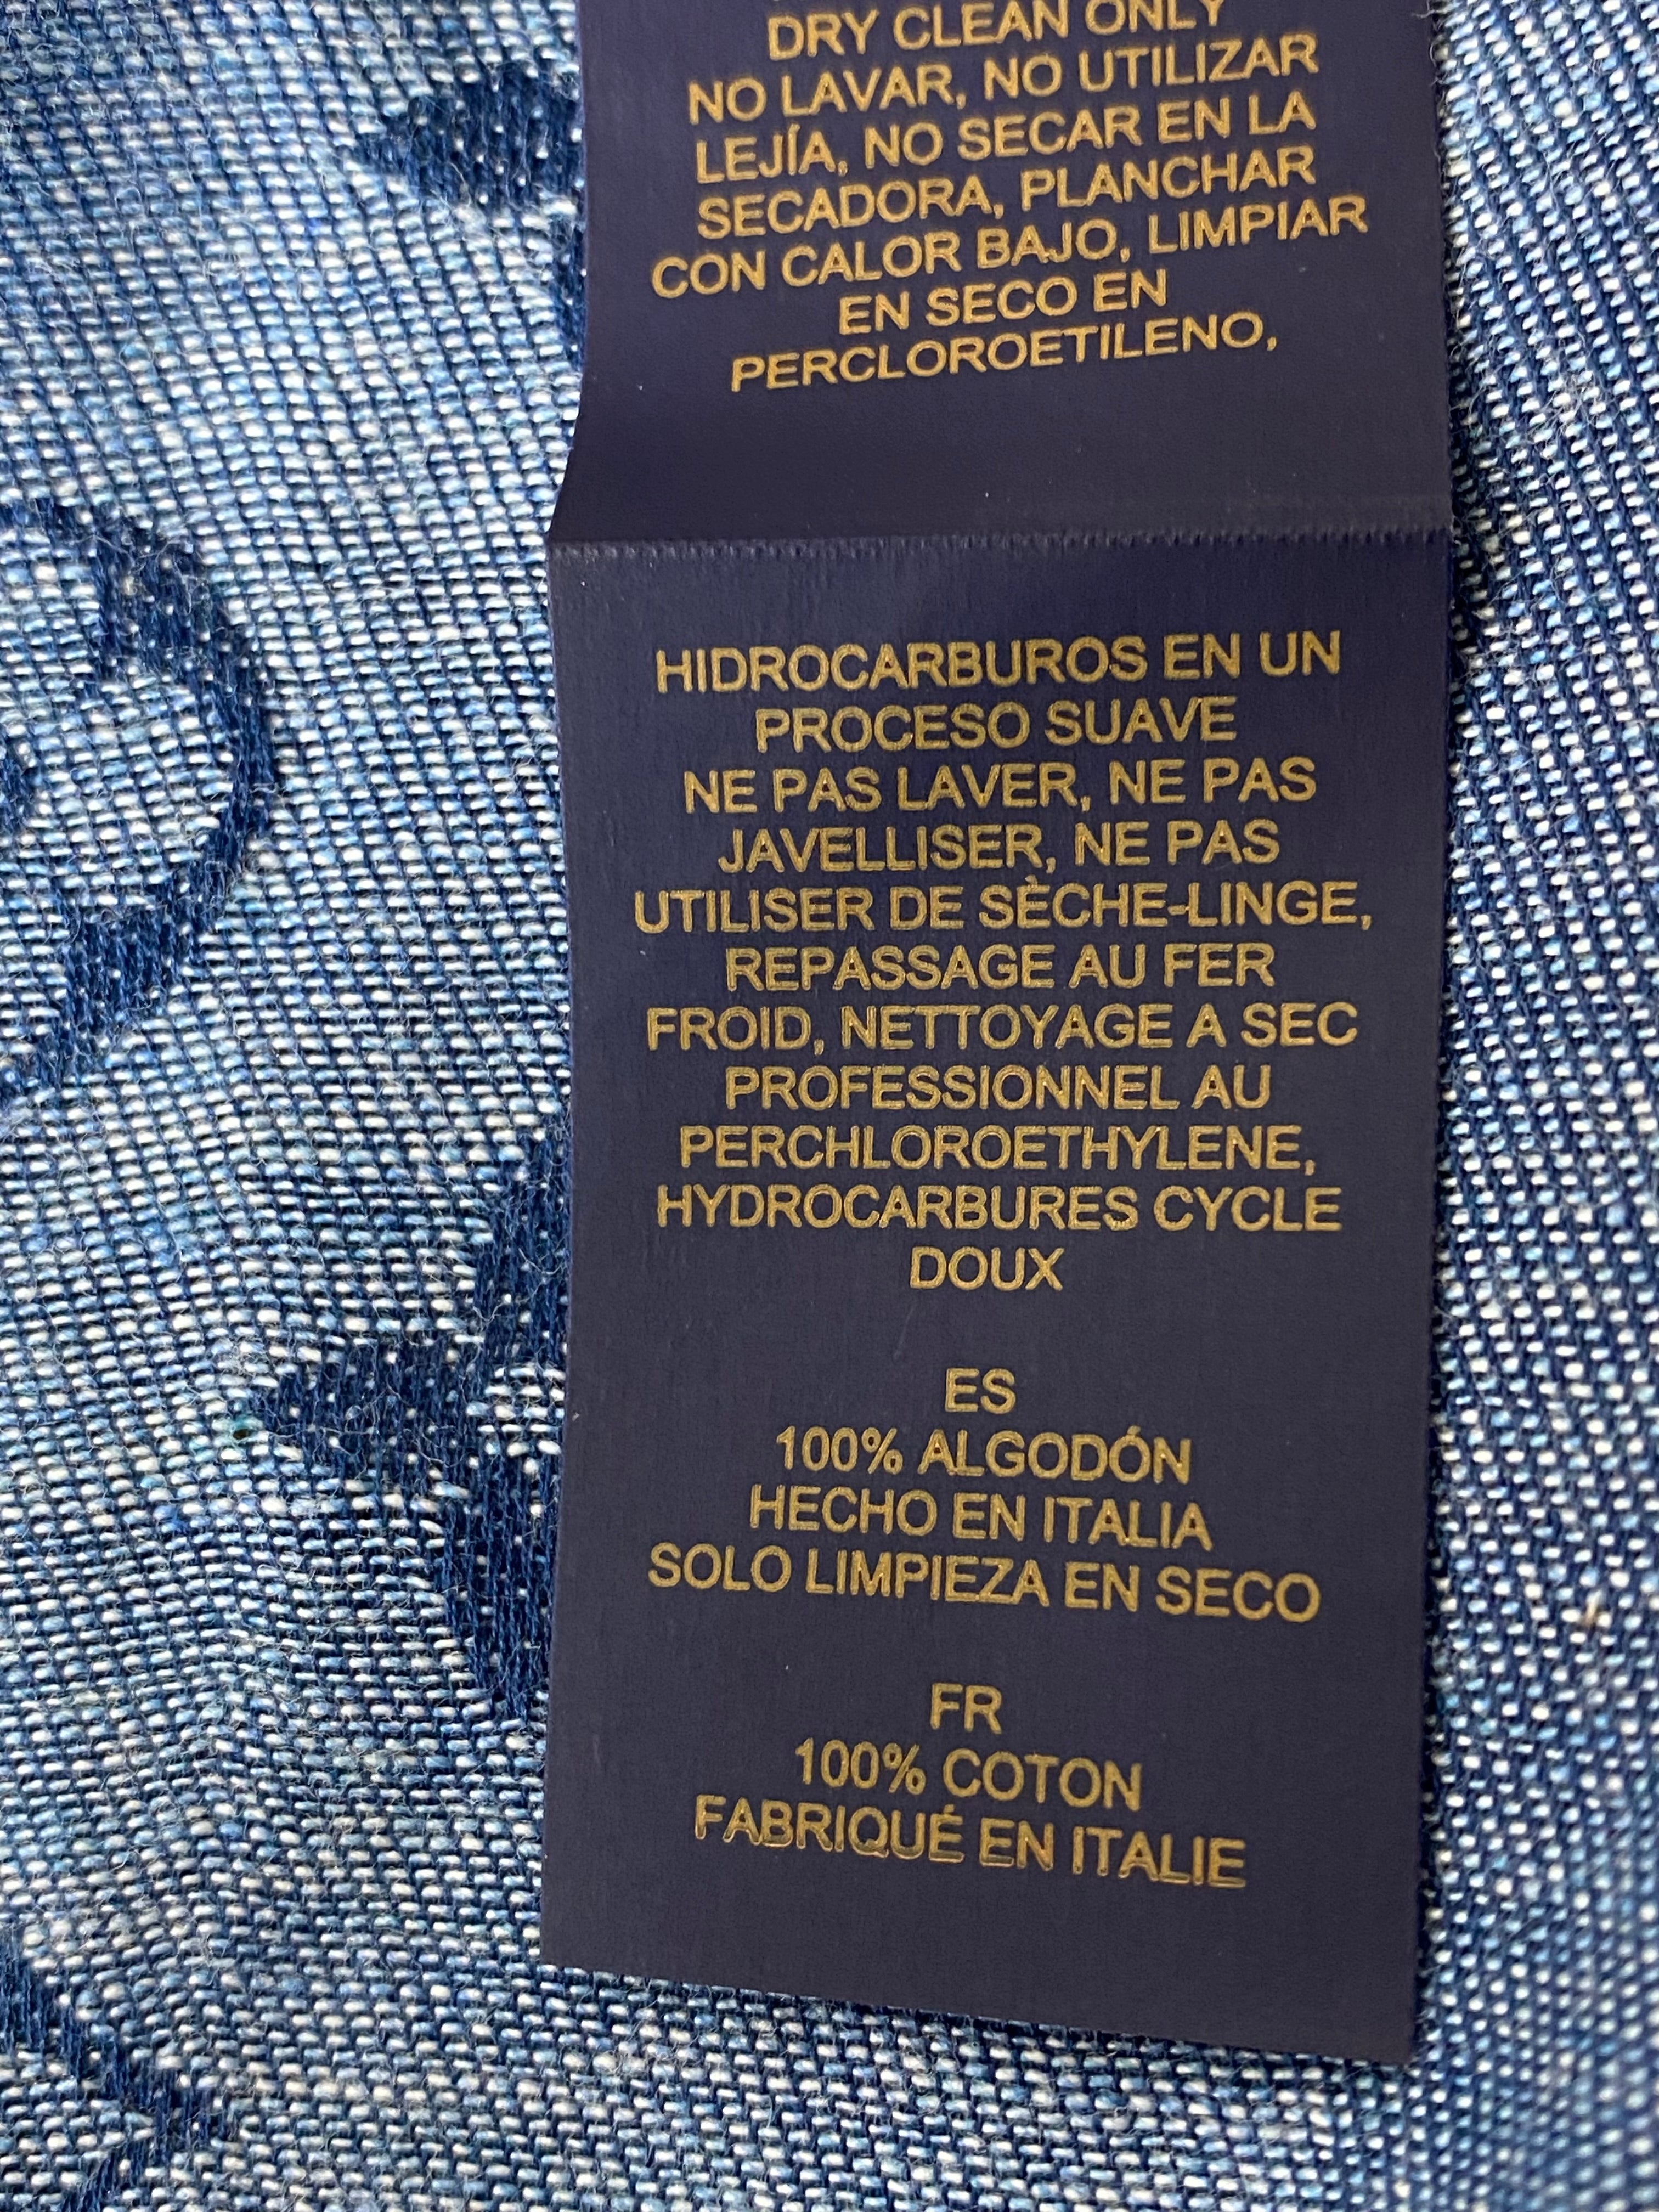 DRY CLEAN ONLY
NO LAVAR, NO UTILIZAR
LEJÍA, NO SECAR EN LA
SECADORA, PLANCHAR
CON CALOR BAJO, LIMPIAR
EN SECO EN
PERCLOROETILENO,
HIDROCARBUROS EN UN
PROCESO SUAVE
NE PAS LAVER, NE PAS
JAVELLISER, NE PAS
UTILISER DE SÈCHE-LINGE,
REPASSAGE AU FER
FROID, NETTOYAGE A SEC
PROFESSIONNEL AU
PERCHLOROETHYLENE,
HYDROCARBURES CYCLE
DOUX
ES
100% ALGODÓN
HECHO EN ITALIA
SOLO LIMPIEZA EN SECO
FR
100% COTON
FABRIQUÉ EN ITALIE